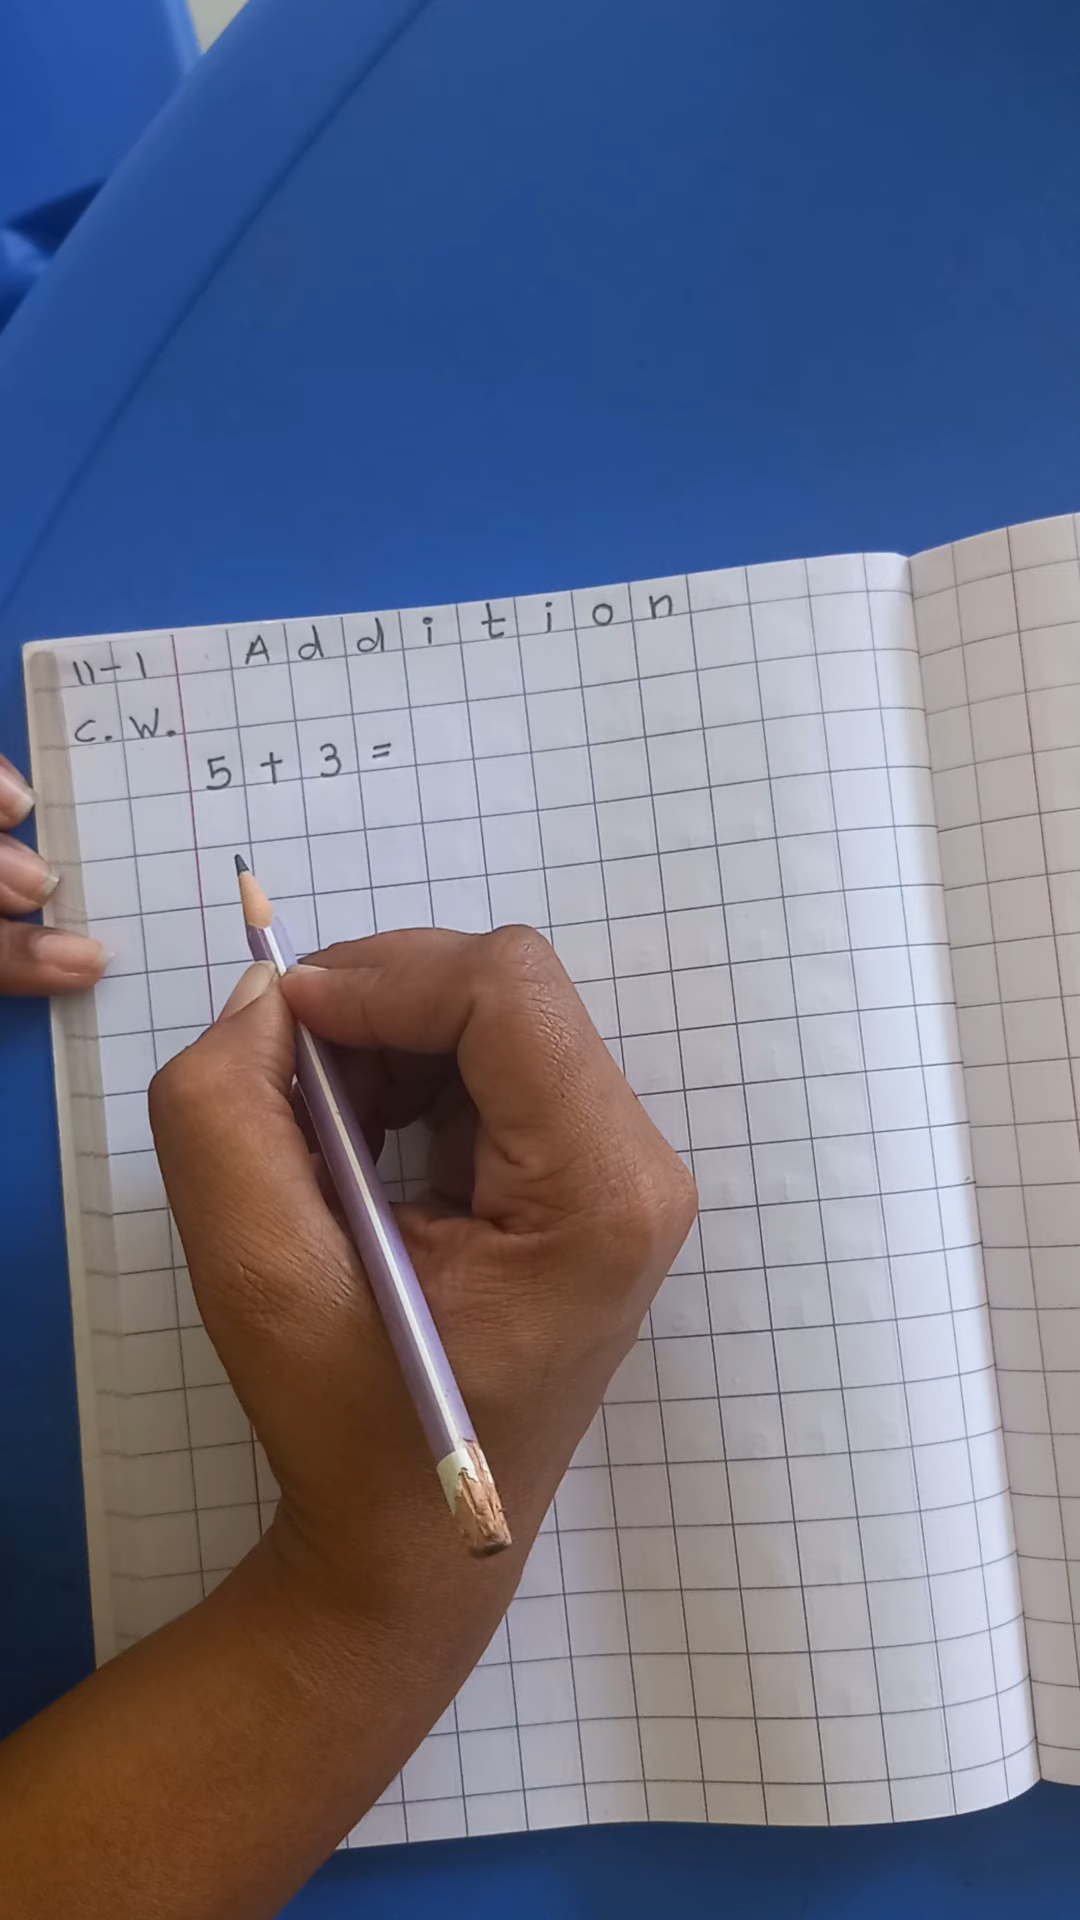 11-1 Addition
C.W.
5 + 3 =